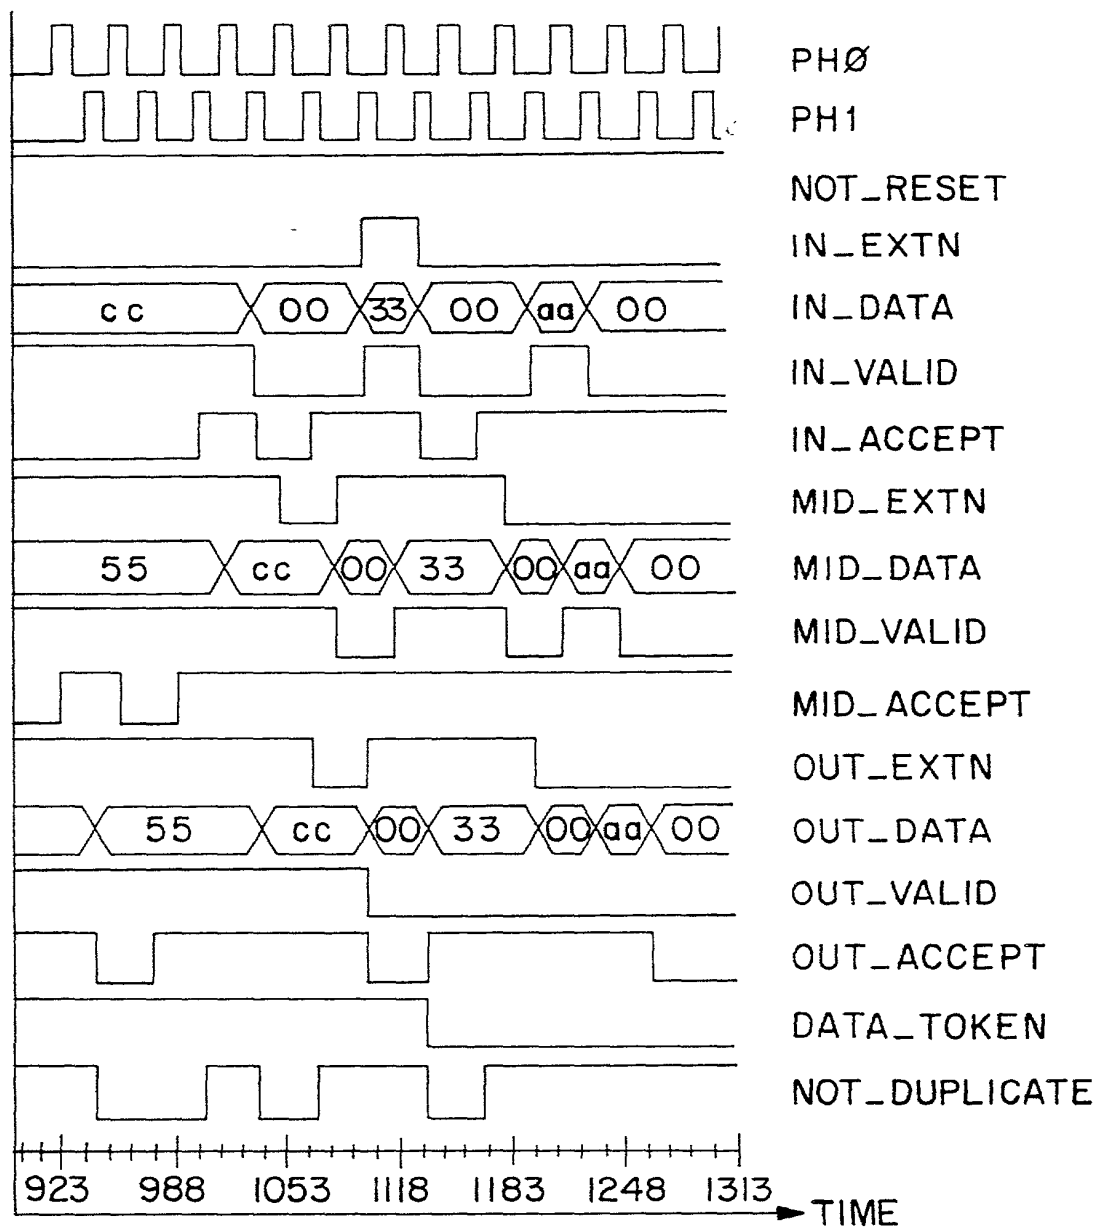 PHØ
PH1
NOT_RESET
IN_EXTN
cc 00 33 00 aa 00 IN_DATA
IN_VALID
IN_ACCEPT
MID_EXTN
55 cc 00 33 00 aa 00 MID_DATA
MID_VALID
MID_ACCEPT
OUT_EXTN
55 cc 00 33 00 aa 00 OUT_DATA
OUT_VALID
OUT_ACCEPT
DATA_TOKEN
NOT_DUPLICATE
923 988 1053 1118 1183 1248 1313
TIME